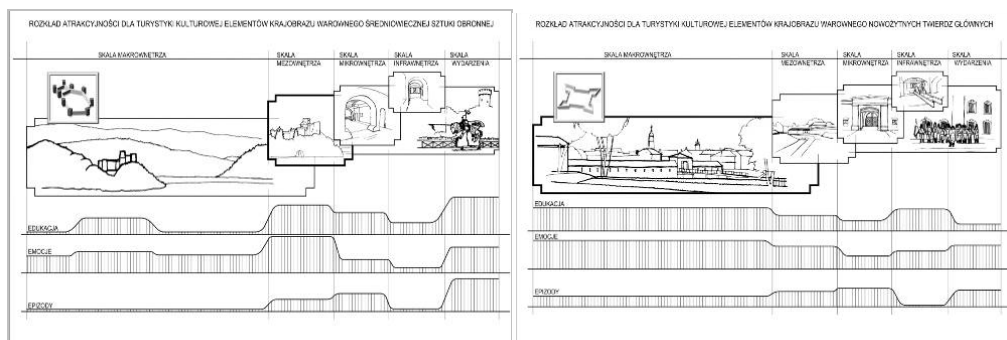 ROZKŁAD ATRAKCYJNOŚCI DLA TURYSTYKI KULTUROWEJ ELEMENTÓW KRAJOBRAZU WAROWNEGO ŚREDNIOWIECZNEJ SZTUKI OBRONNEJ
SKALA MAKROWNĘTRZA
SKALA
MEZOWNĘTRZA
SKALA
MIKROWNĘTRZA
SKALA
INFRAWNĘTRZA
SKALA
WYDARZENIA
EDUKACJA
EMOCJE
EPIZODY
ROZKŁAD ATRAKCYJNOŚCI DLA TURYSTYKI KULTUROWEJ ELEMENTÓW KRAJOBRAZU WAROWNEGO NOWOŻYTNYCH TWIERDZ GŁÓWNYCH
SKALA MAKROWNĘTRZA
SKALA
MEZOWNĘTRZA
SKALA
MIKROWNĘTRZA
SKALA
INFRAWNĘTRZA
SKALA
WYDARZENIA
EDUKACJA
EMOCJE
EPIZODY